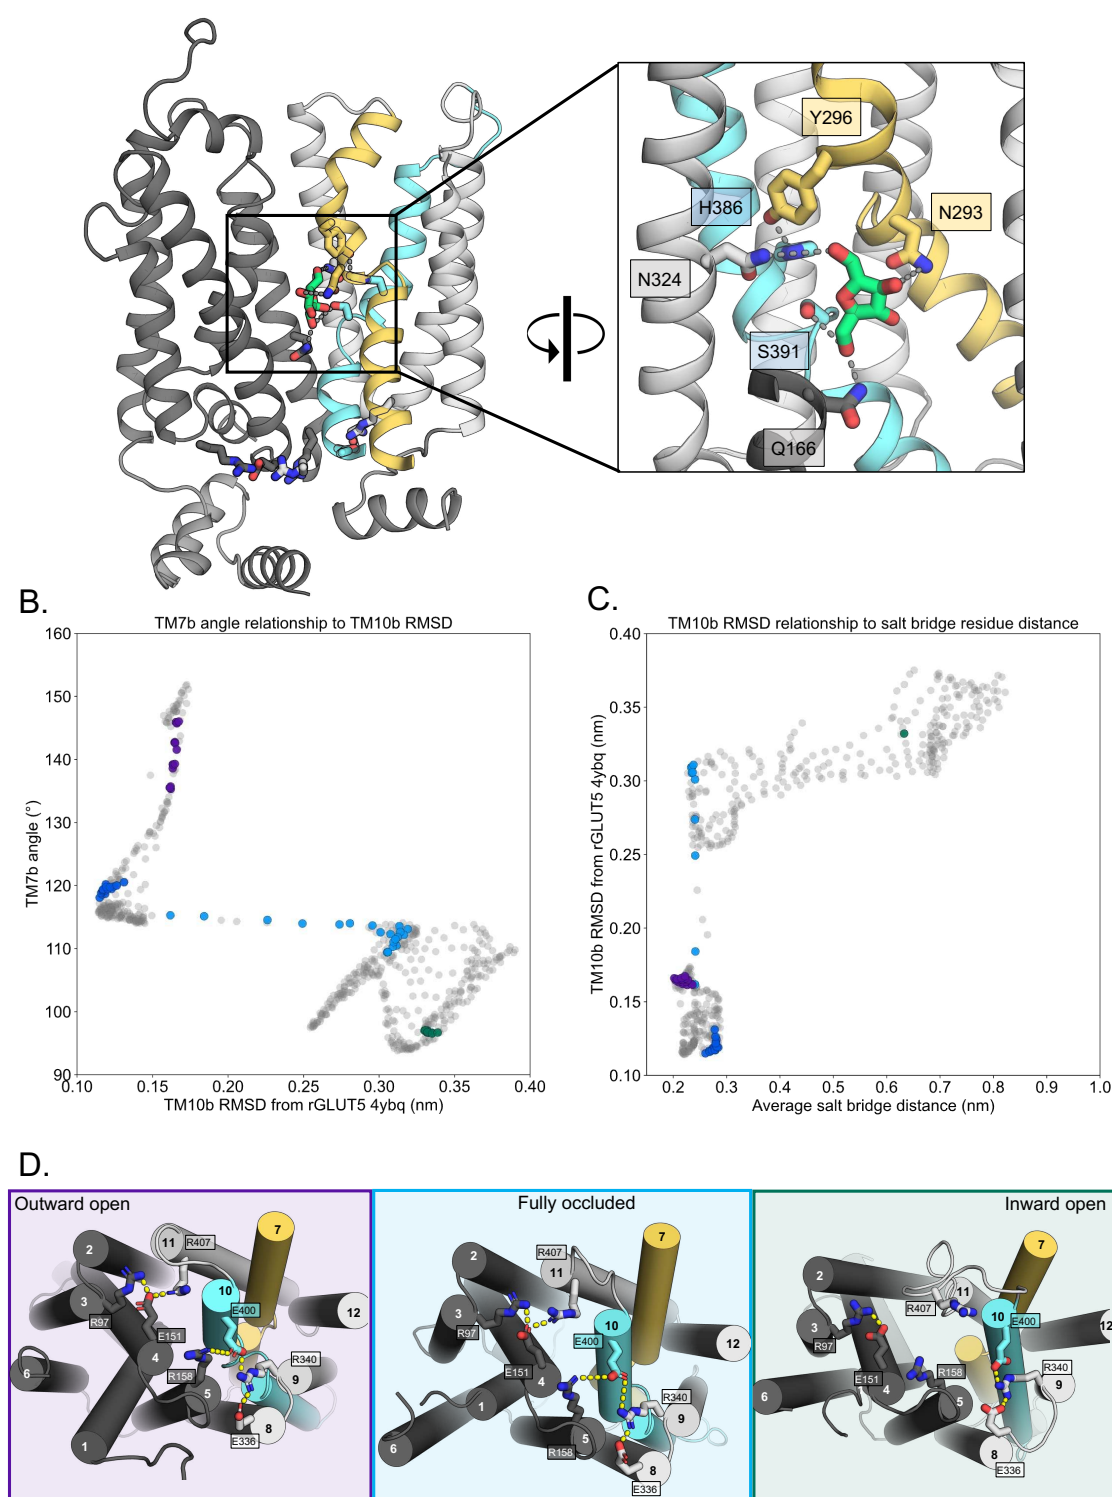 Y296
H386
N293
N324
S391
Q166
B.
TM7b angle relationship to TM10b RMSD
160
150
140
130
120
110
100
90
TM7b angle (°)
0.10 0.15 0.20 0.25 0.30 0.35 0.40
TM10b RMSD from rGLUT5 4ybq (nm)
C.
TM10b RMSD relationship to salt bridge residue distance
0.40
0.35
0.30
0.25
0.20
0.15
0.10
TM10b RMSD from rGLUT5 4ybq (nm)
0.2 0.3 0.4 0.5 0.6 0.7 0.8 0.9 1.0
Average salt bridge distance (nm)
D.
Outward open
7
11
R407
2
10
3
E400
12
R97
E151
4
R340
6
R158
5
9
8
1
E336
Fully occluded
7
2
R407
11
3
10
R97
E400
12
E151
4
1
R340
9
6
5
R158
8
E336
Inward open
7
2
11
R407
10
3
E400
12
R97
R340
E151
4
R158
6
5
9
8
E336